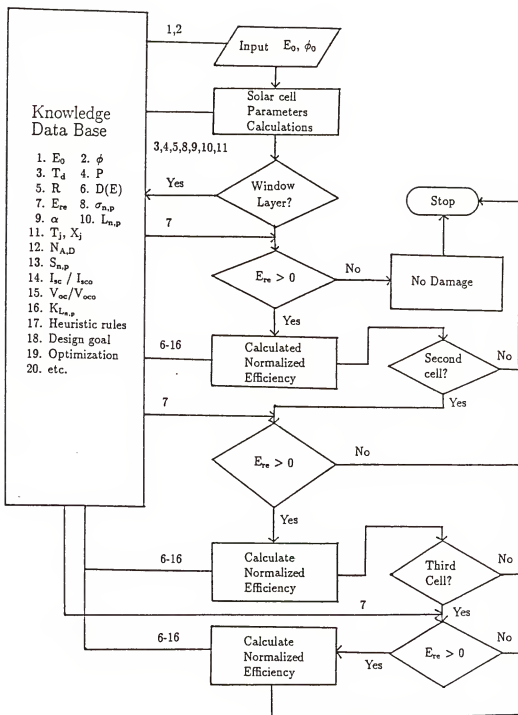 1,2
Input E₀, ϕ₀
Solar cell
Parameters
Calculations
Knowledge
Data Base
1. E₀ 2. ϕ
3. T_d 4. P
5. R 6. D(E)
7. E_re 8. σ_n,p
9. α 10. L_n,p
11. T_j, X_j
12. N_A,D
13. S_n,p
14. I_sc / I_sco
15. V_oc/V_oco
16. K_L_n,p
17. Heuristic rules
18. Design goal
19. Optimization
20. etc.
3,4,5,8,9,10,11
Yes
Window
Layer?
Stop
7
E_re > 0
No
No Damage
Yes
6-16
Calculated
Normalized
Efficiency
Second
cell?
No
Yes
7
E_re > 0
No
Yes
6-16
Calculate
Normalized
Efficiency
Third
Cell?
No
7
Yes
6-16
Calculate
Normalized
Efficiency
Yes
E_re > 0
No